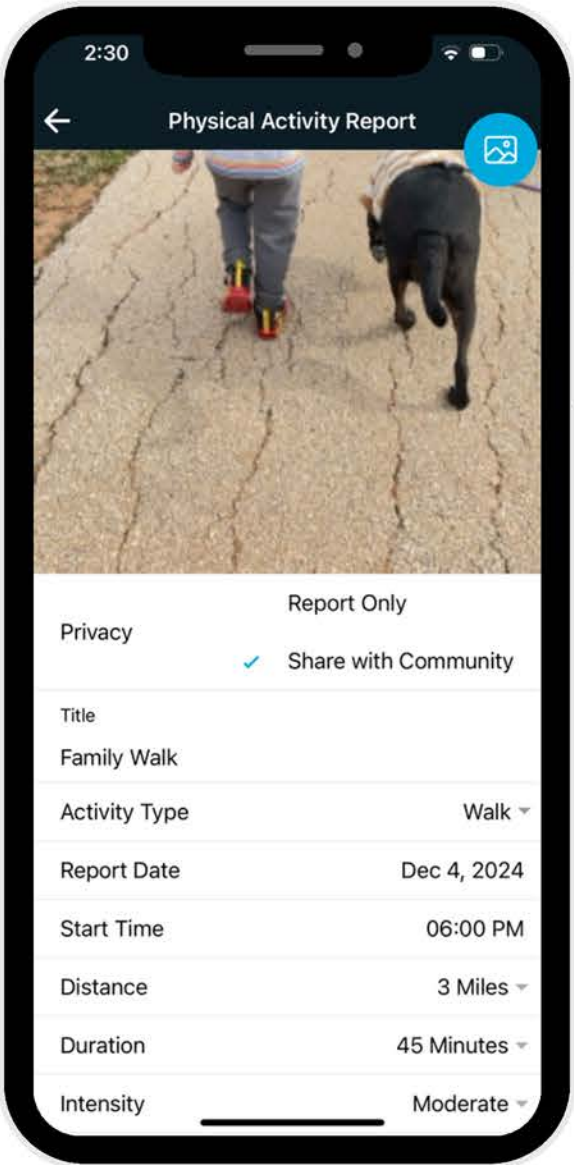 2:30
Physical Activity Report
Report Only
Privacy
Share with Community
Title
Family Walk
Activity Type Walk
Report Date Dec 4, 2024
Start Time 06:00 PM
Distance 3 Miles
Duration 45 Minutes
Intensity Moderate